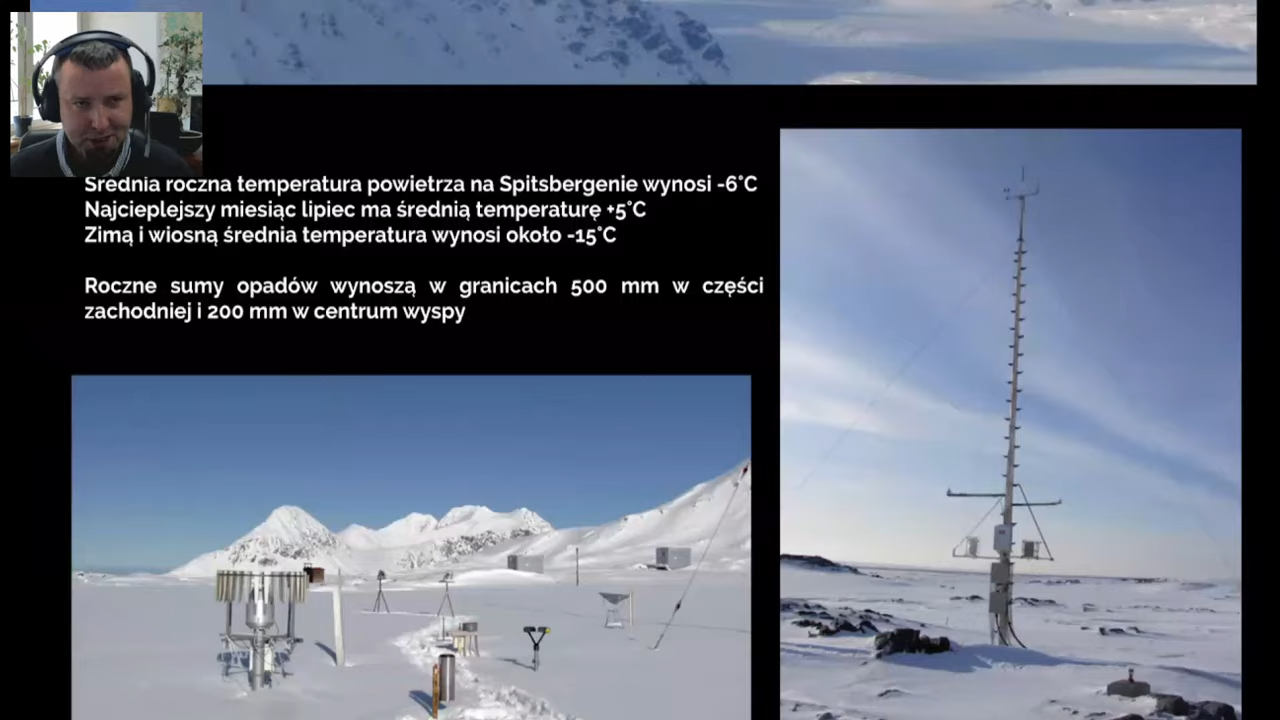 Średnia roczna temperatura powietrza na Spitsbergenie wynosi -6°C
Najcieplejszy miesiąc lipiec ma średnią temperaturę +5°C
Zimą i wiosną średnia temperatura wynosi około -15°C
Roczne sumy opadów wynoszą w granicach 500 mm w części
zachodniej i 200 mm w centrum wyspy